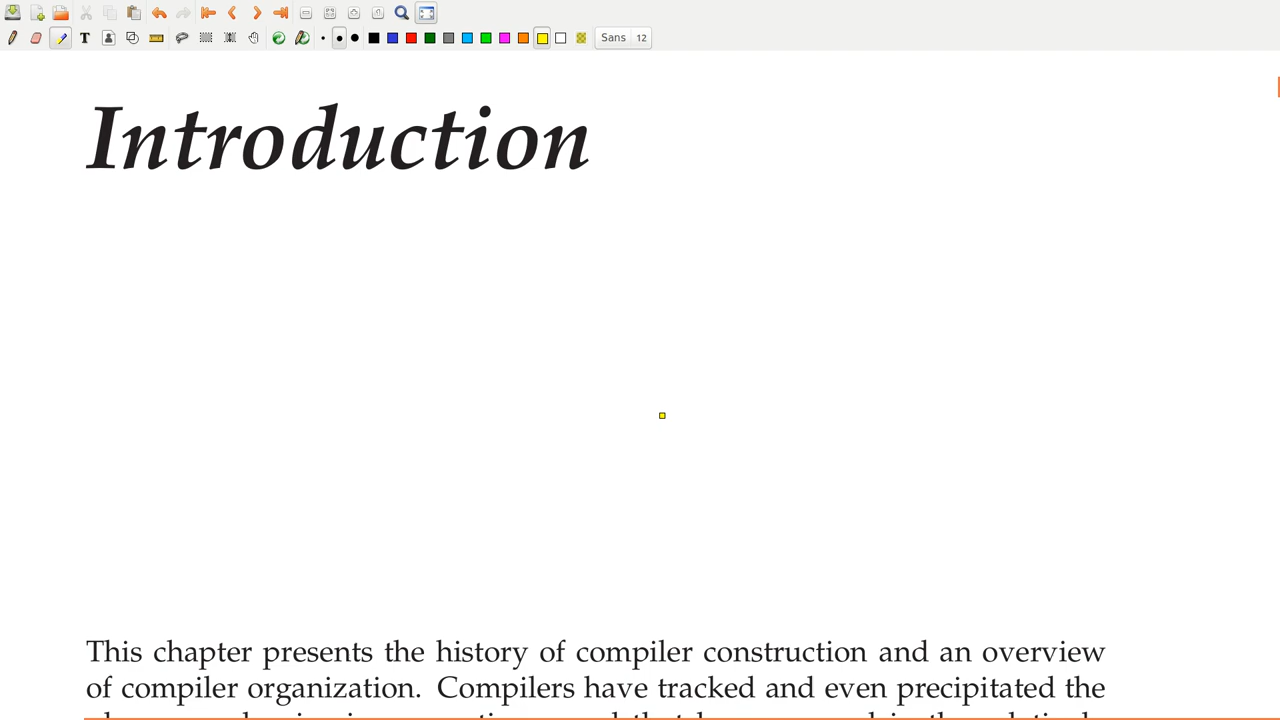 Sans 12
Introduction
This chapter presents the history of compiler construction and an overview
of compiler organization. Compilers have tracked and even precipitated the